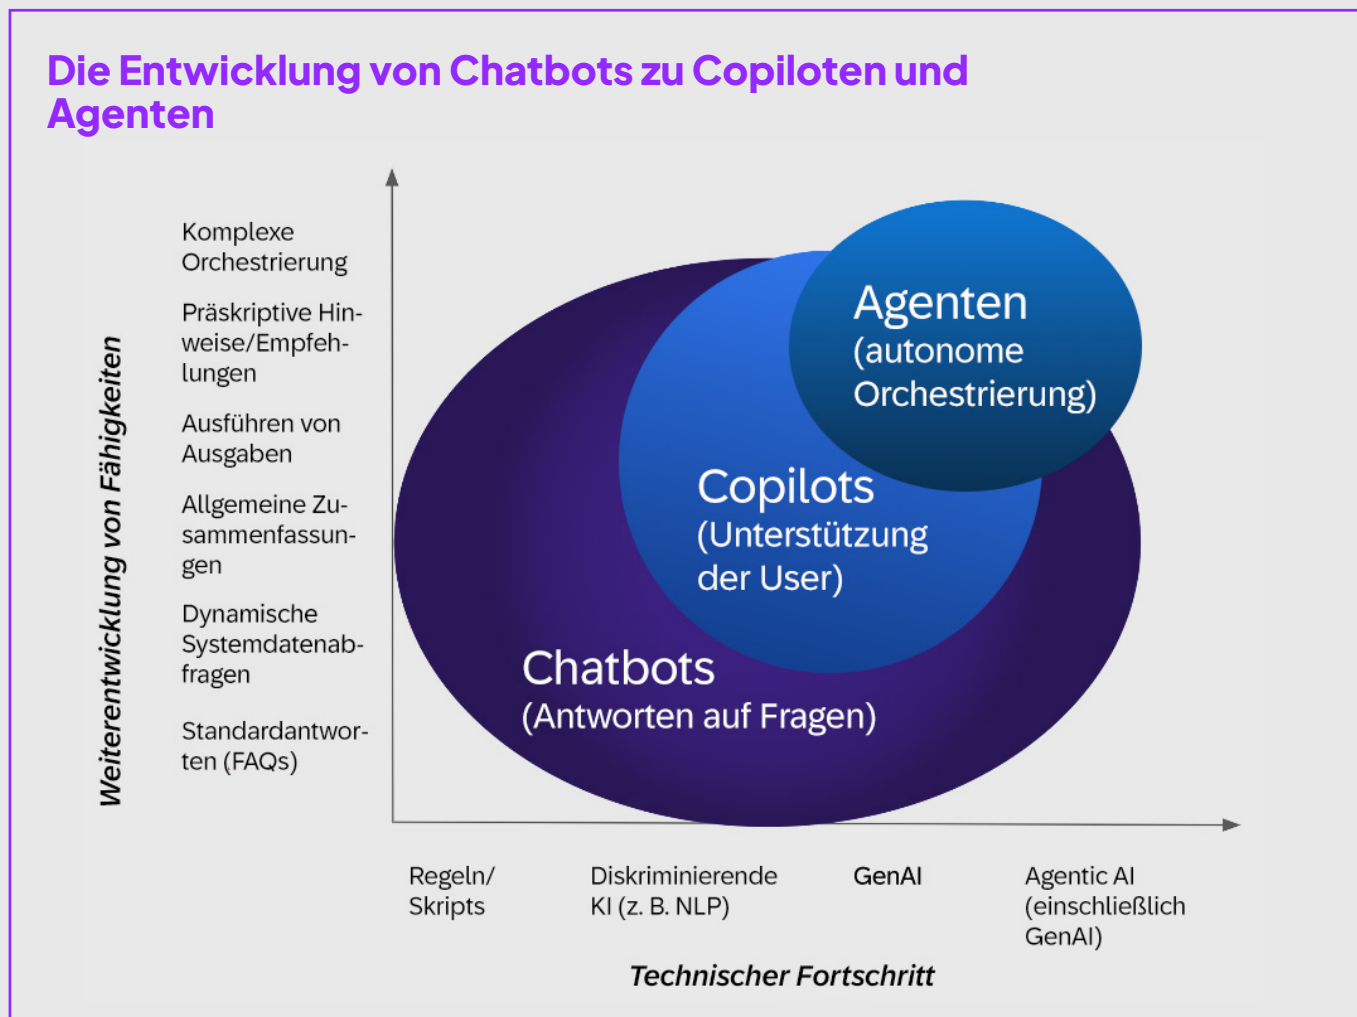 Die Entwicklung von Chatbots zu Copiloten und
Agenten
Weiterentwicklung von Fähigkeiten
Komplexe
Orchestrierung
Präskriptive Hin-
weise/Empfeh-
lungen
Ausführen von
Ausgaben
Allgemeine Zu-
sammenfassun-
gen
Dynamische
Systemdatenab-
fragen
Standardantwor-
ten (FAQs)
Agenten
(autonome
Orchestrierung)
Copilots
(Unterstützung
der User)
Chatbots
(Antworten auf Fragen)
Regeln/
Skripts
Diskriminierende
KI (z. B. NLP)
GenAI
Agentic AI
(einschließlich
GenAI)
Technischer Fortschritt